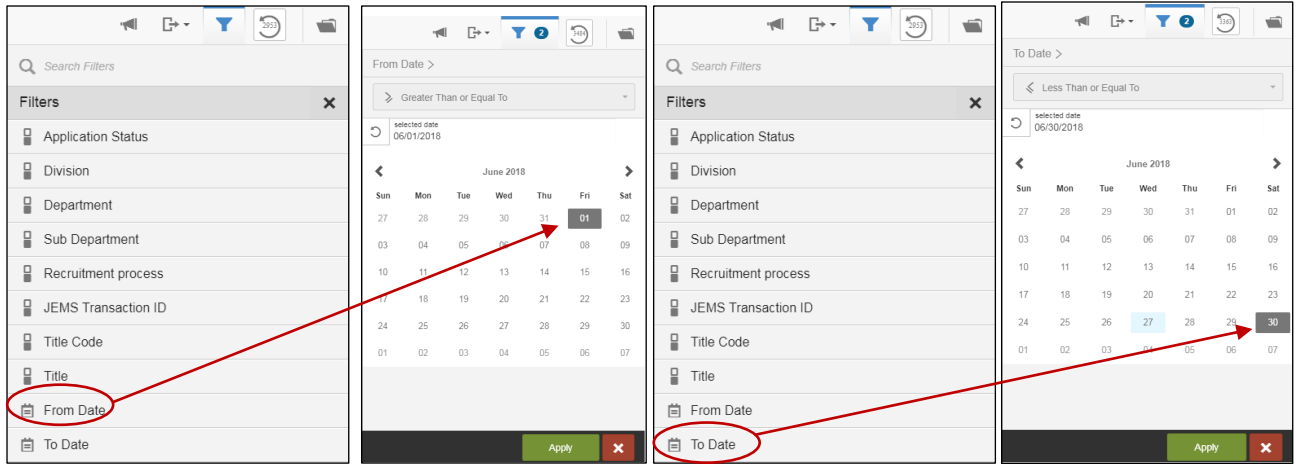 2953
Search Filters
Filters
Application Status
Division
Department
Sub Department
Recruitment process
JEMS Transaction ID
Title Code
Title
From Date
To Date
2
3404
From Date >
Greater Than or Equal To
selected date
06/01/2018
June 2018
Sun Mon Tue Wed Thu Fri Sat
27 28 29 30 31 01 02
03 04 05 06 07 08 09
10 11 12 13 14 15 16
17 18 19 20 21 22 23
24 25 26 27 28 29 30
01 02 03 04 05 06 07
Apply
2953
Search Filters
Filters
Application Status
Division
Department
Sub Department
Recruitment process
JEMS Transaction ID
Title Code
Title
From Date
To Date
2
3363
To Date >
Less Than or Equal To
selected date
06/30/2018
June 2018
Sun Mon Tue Wed Thu Fri Sat
27 28 29 30 31 01 02
03 04 05 06 07 08 09
10 11 12 13 14 15 16
17 18 19 20 21 22 23
24 25 26 27 28 29 30
01 02 03 04 05 06 07
Apply